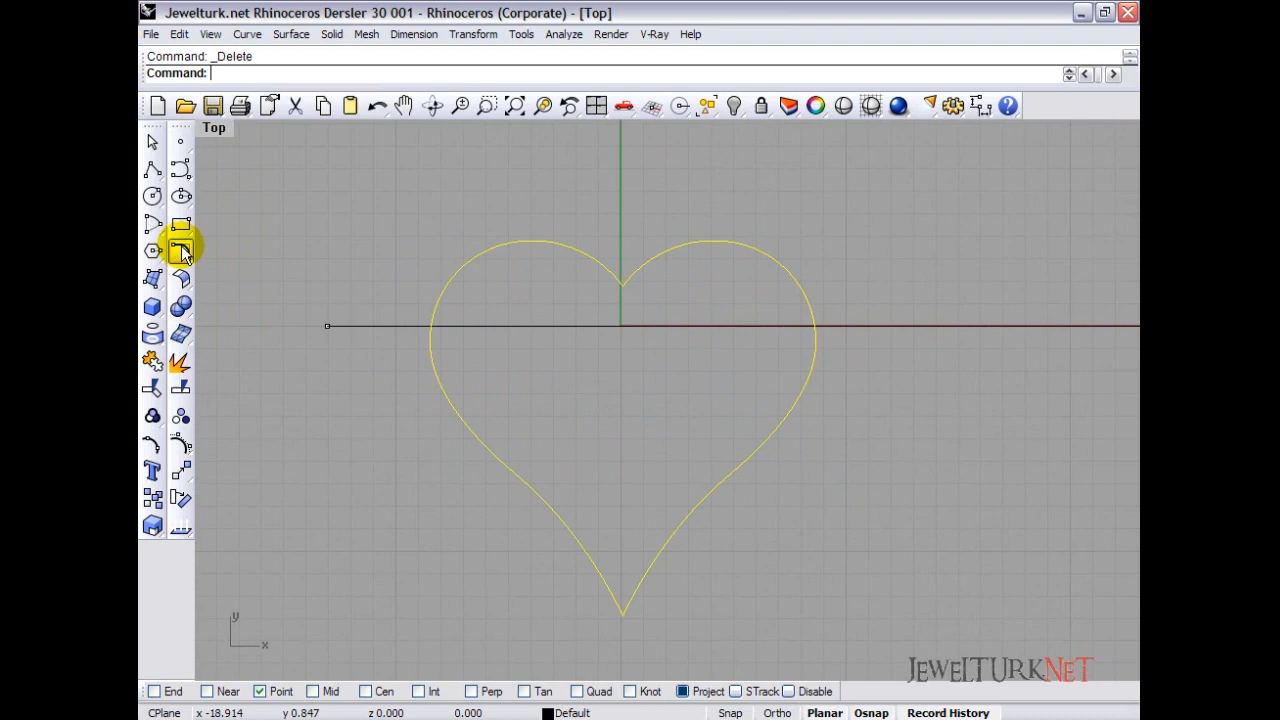 Jewelturk.net Rhinoceros Dersler 30 001 - Rhinoceros (Corporate) - [Top]
File Edit View Curve Surface Solid Mesh Dimension Transform Tools Analyze Render V-Ray Help
Command: _Delete
Command:
Top
y
x
JEWELTURKNET
End Near Point Mid Cen Int Perp Tan Quad Knot Project STrack Disable
CPlane x -18.914 y 0.847 z 0.000 0.000 Default Snap Ortho Planar Osnap Record History